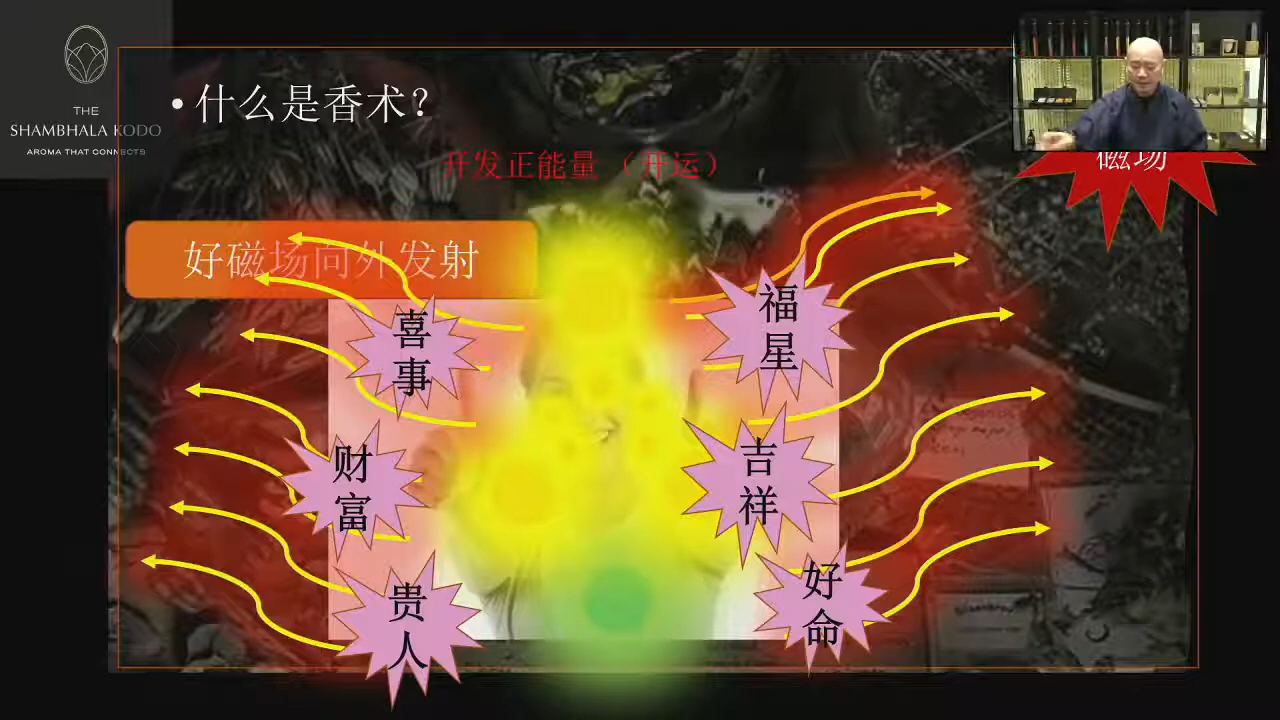 THE
SHAMBHALA KODO
AROMA THAT CONNECTS
•什么是香术?
开发正能量（开运）
磁场
好磁场向外发射
喜
事
福
星
财
富
吉
祥
贵
人
好
命